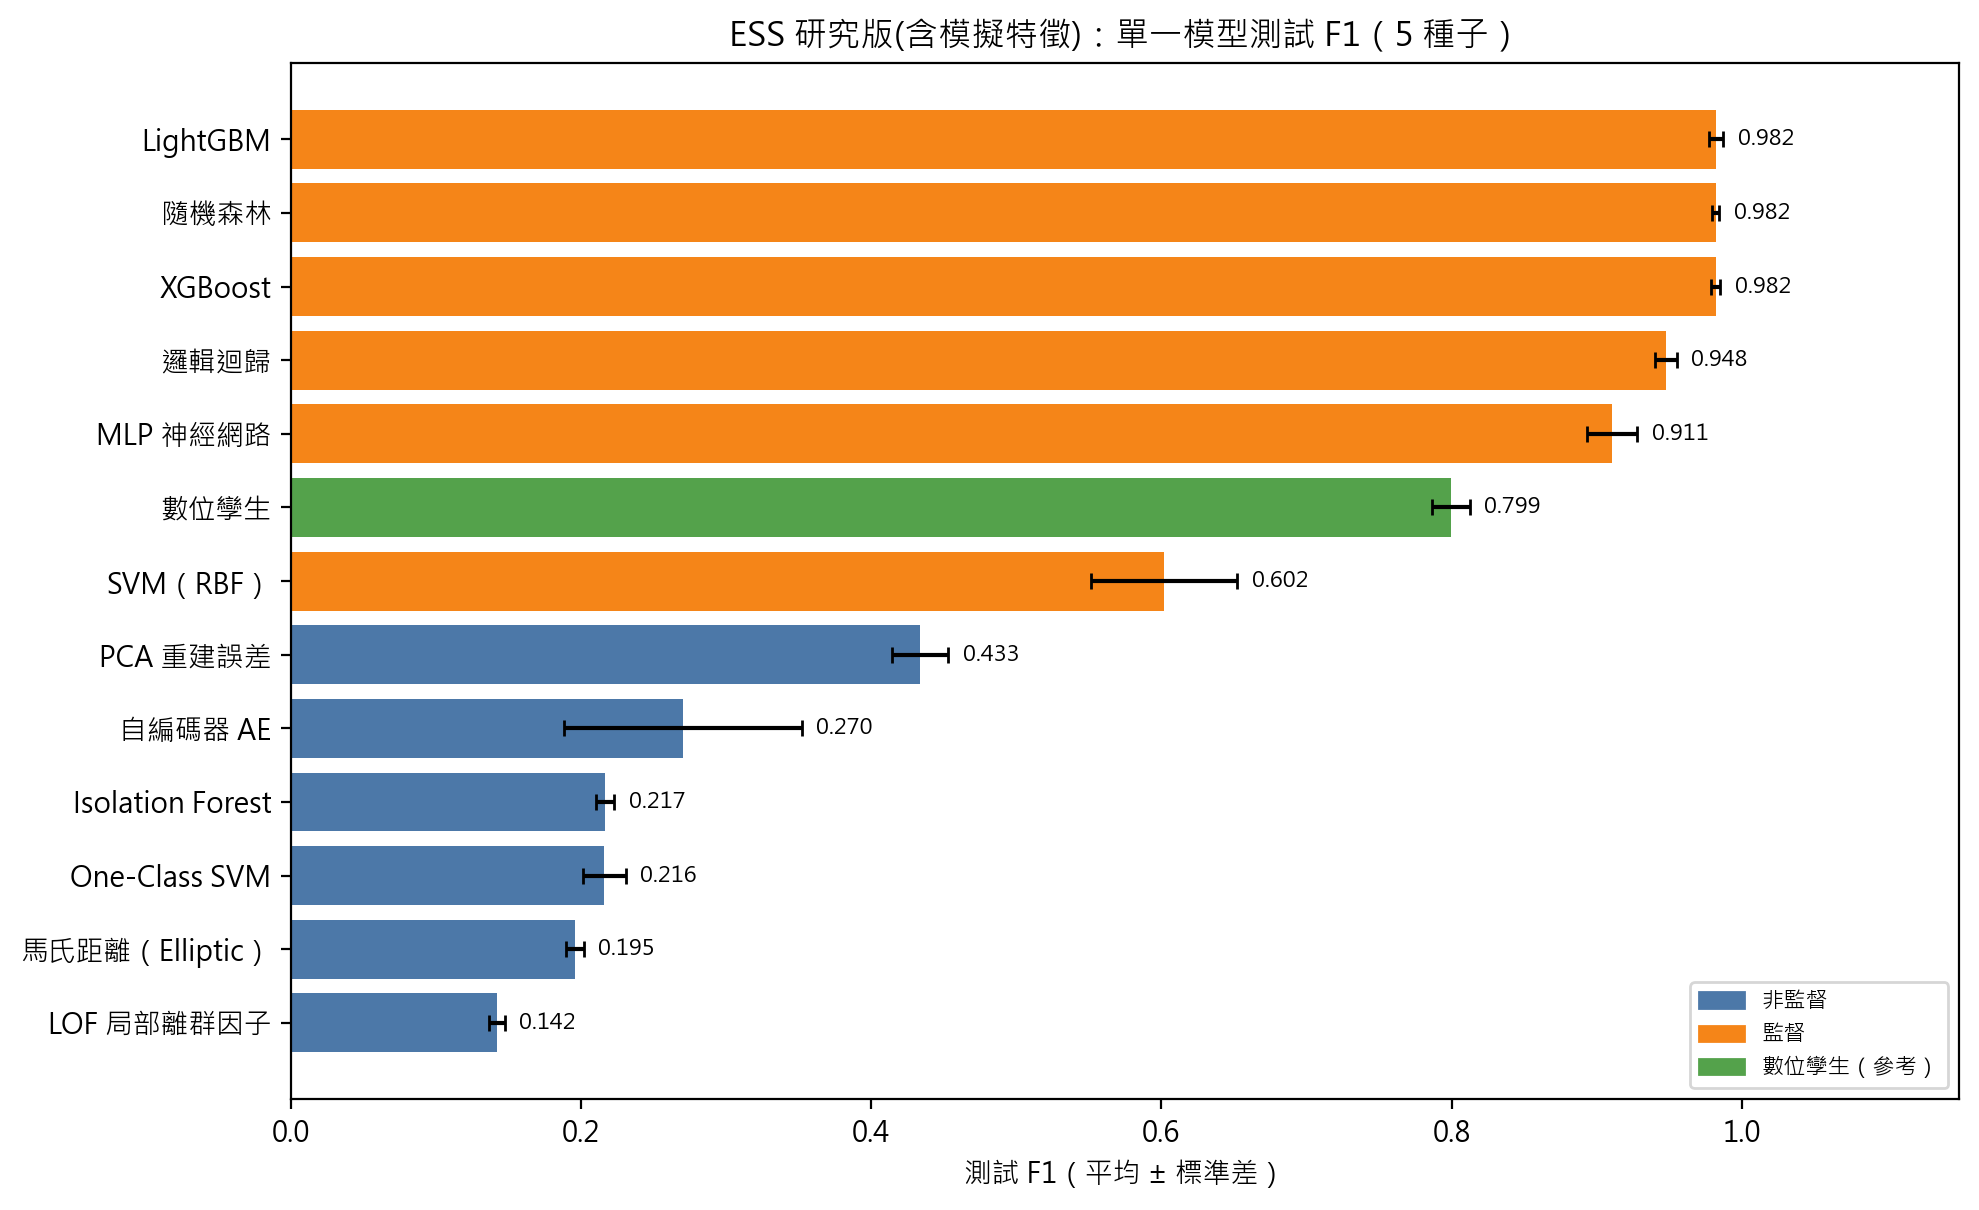 ESS 研究版(含模擬特徵)：單一模型測試 F1（5 種子）
LightGBM 0.982
隨機森林 0.982
XGBoost 0.982
邏輯迴歸 0.948
MLP 神經網路 0.911
數位孿生 0.799
SVM（RBF） 0.602
PCA 重建誤差 0.433
自編碼器 AE 0.270
Isolation Forest 0.217
One-Class SVM 0.216
馬氏距離（Elliptic） 0.195
LOF 局部離群因子 0.142
非監督
監督
數位孿生（參考）
0.0 0.2 0.4 0.6 0.8 1.0
測試 F1（平均 ± 標準差）